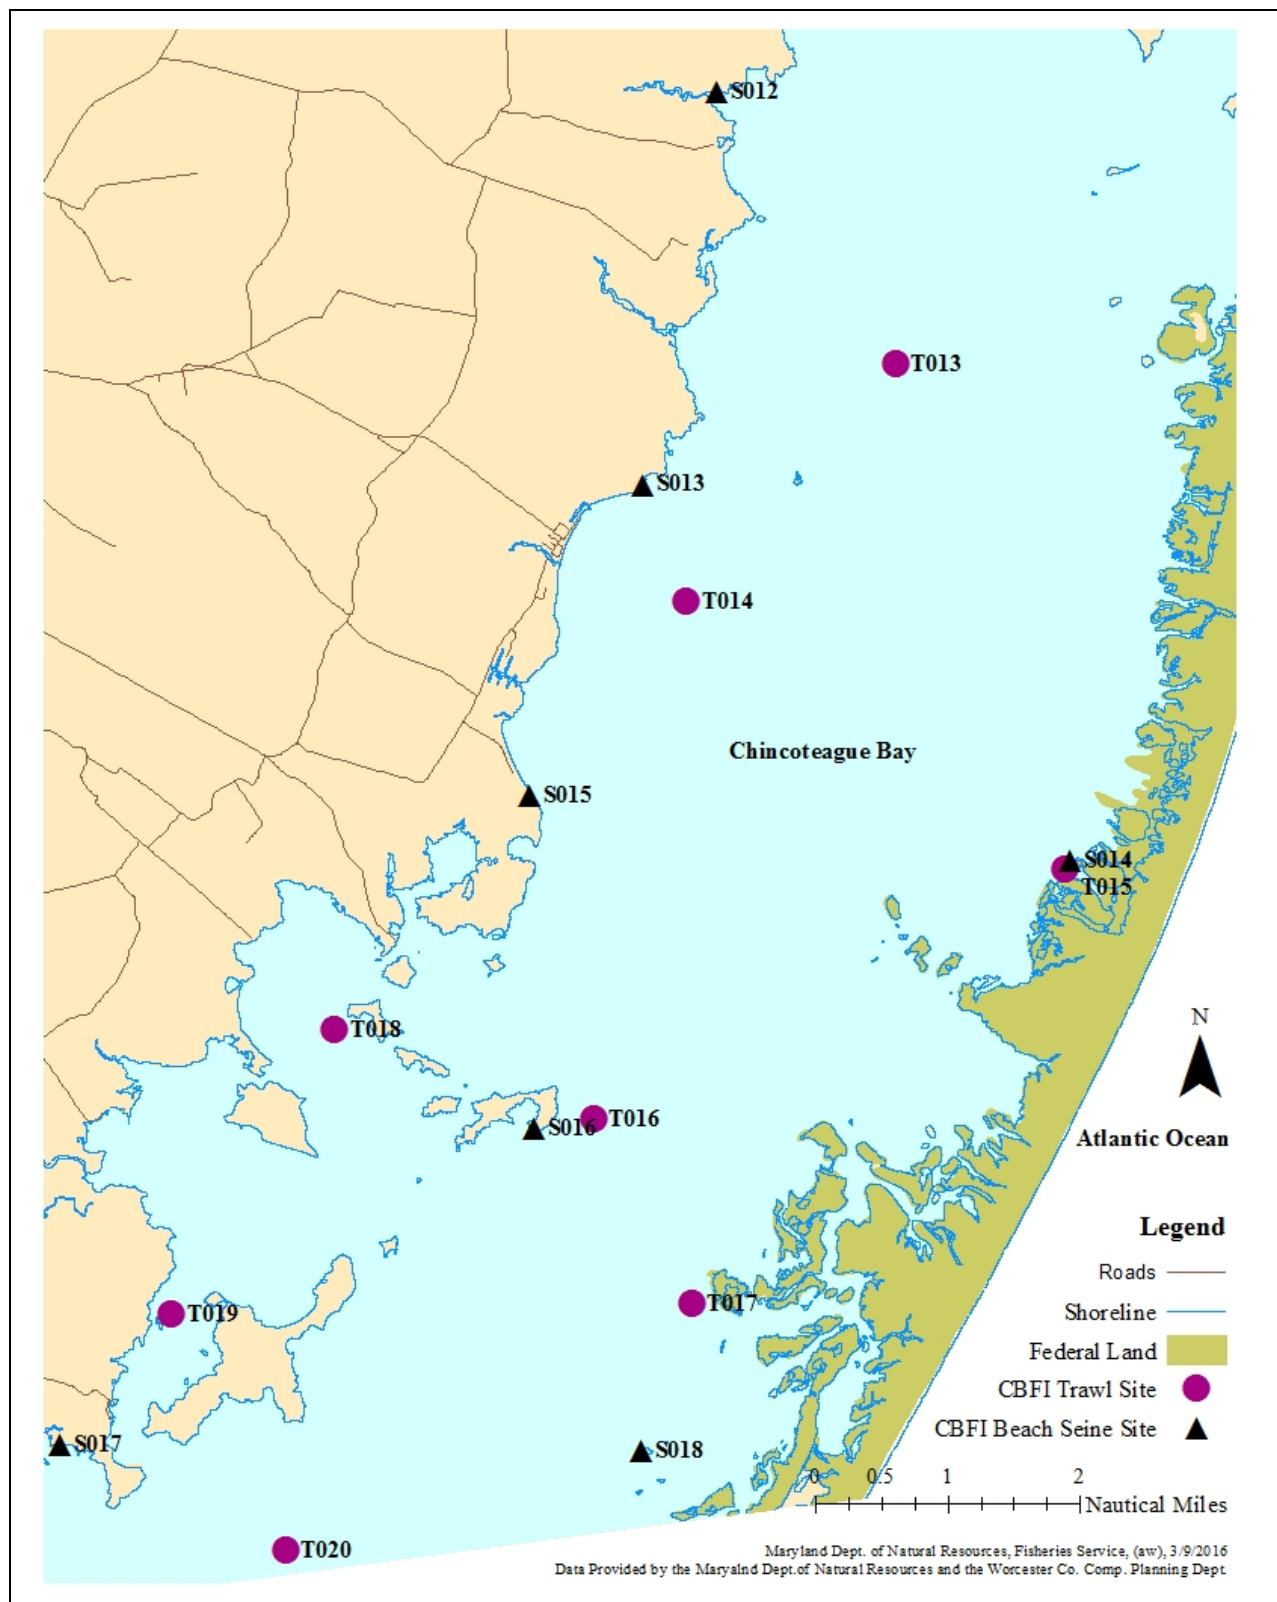 S012
T013
S013
T014
Chincoteague Bay
S015
S014
T015
N
T018
S016
T016
Atlantic Ocean
Legend
Roads
Shoreline
Federal Land
CBFI Trawl Site
CBFI Beach Seine Site
T017
T019
S017
S018
0 0.5 1 2
Nautical Miles
T020
Maryland Dept. of Natural Resources, Fisheries Service, (aw), 3/9/2016
Data Provided by the Maryalnd Dept.of Natural Resources and the Worcester Co. Comp. Planning Dept.